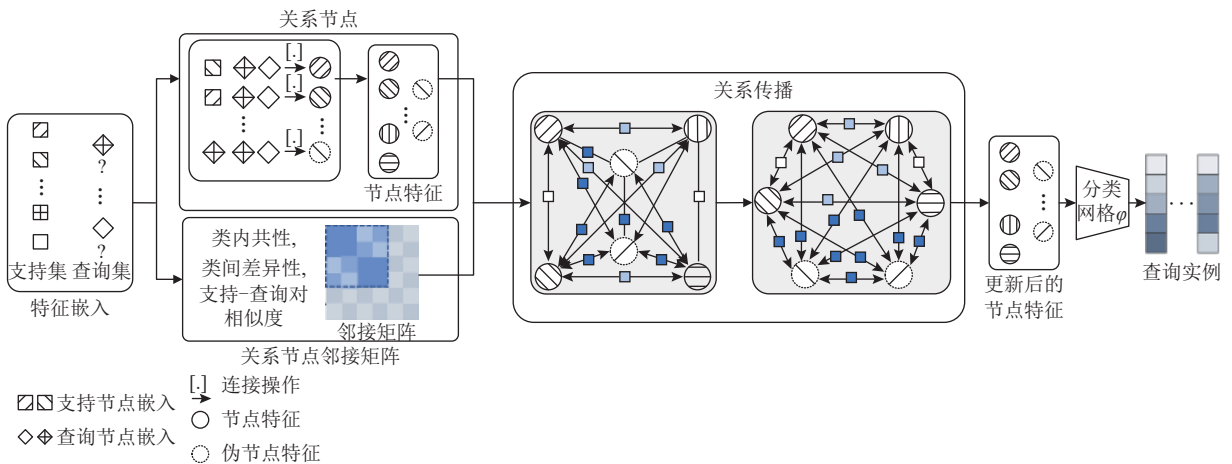 关系节点
[.]
[.]
[.]
节点特征
?
?
支持集 查询集
特征嵌入
类内共性,
类间差异性,
支持-查询对
相似度
邻接矩阵
关系节点邻接矩阵
关系传播
更新后的
节点特征
分类
网格φ
查询实例
[.] 连接操作
支持节点嵌入
节点特征
查询节点嵌入
伪节点特征